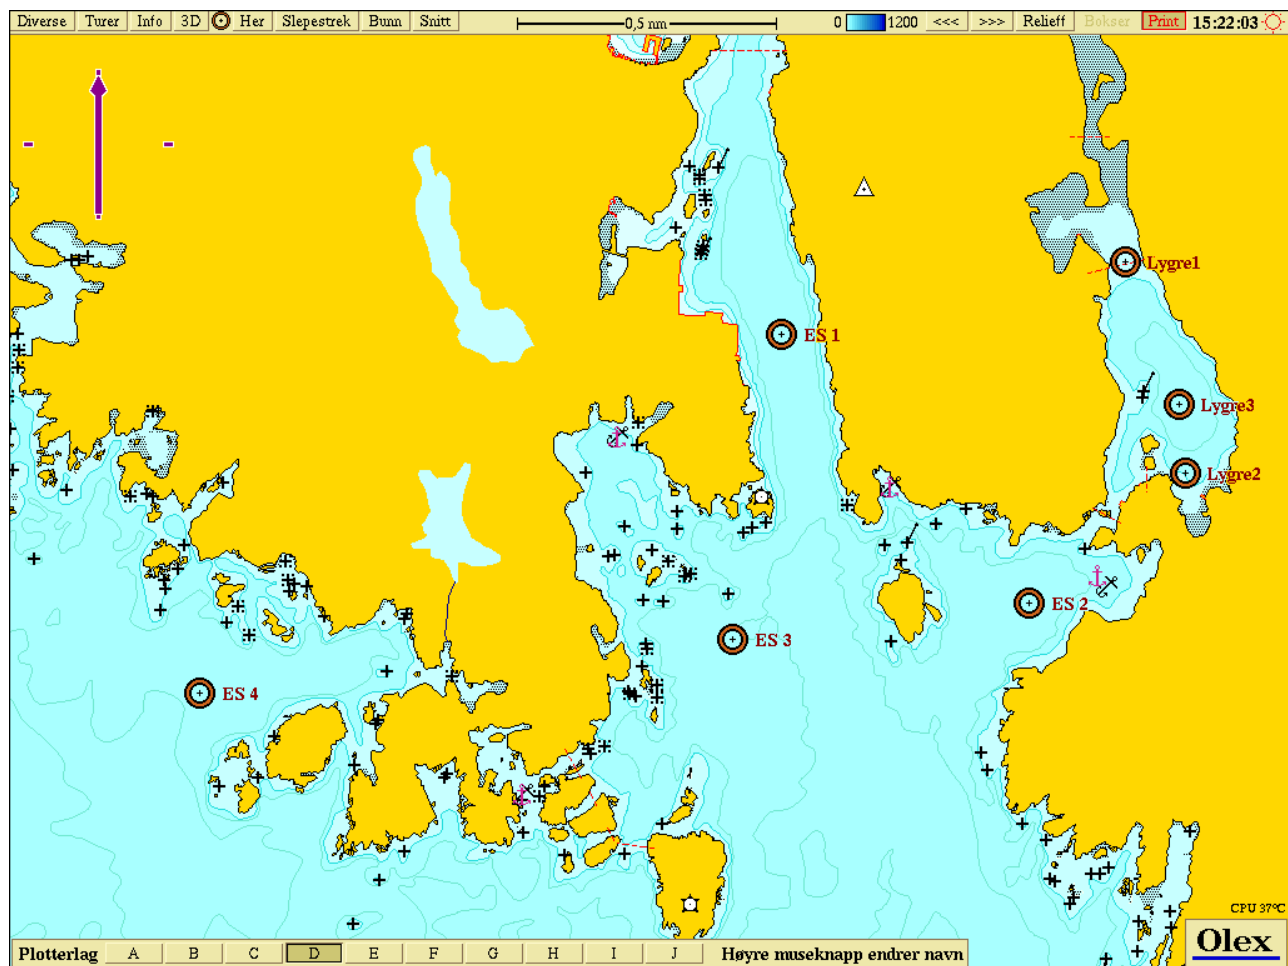 Diverse Turer Info 3D Her Slepestrek Bunn Snitt 0,5 nm 0 1200 <<< >>> Relieff Bokser Print 15:22:03
Lygre1
ES 1
Lygre3
Lygre2
ES 2
ES 3
ES 4
CPU 37°C
Olex
Plotterlag A B C D E F G H I J Høyre museknapp endrer navn